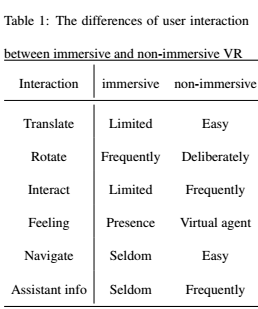 Table 1: The differences of user interaction
between immersive and non-immersive VR
Interaction immersive non-immersive
Translate Limited Easy
Rotate Frequently Deliberately
Interact Limited Frequently
Feeling Presence Virtual agent
Navigate Seldom Easy
Assistant info Seldom Frequently